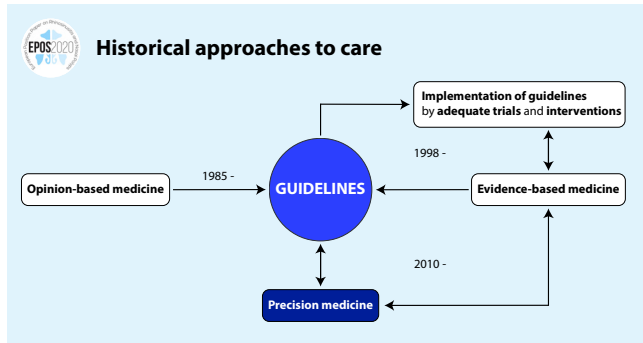 EPOS2020
Historical approaches to care
Implementation of guidelines
by adequate trials and interventions
1998 -
1985 -
Opinion-based medicine
GUIDELINES
Evidence-based medicine
2010 -
Precision medicine